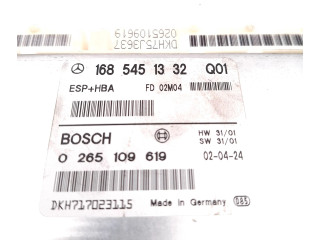 DKH75J3637
0265109619
168 545 13 32 Q01
ESP+HBA FD 02M04
BOSCH HW 31/01
SW 31/01
0 265 109 619 02-04-24
DKH717023115 Made in Germany